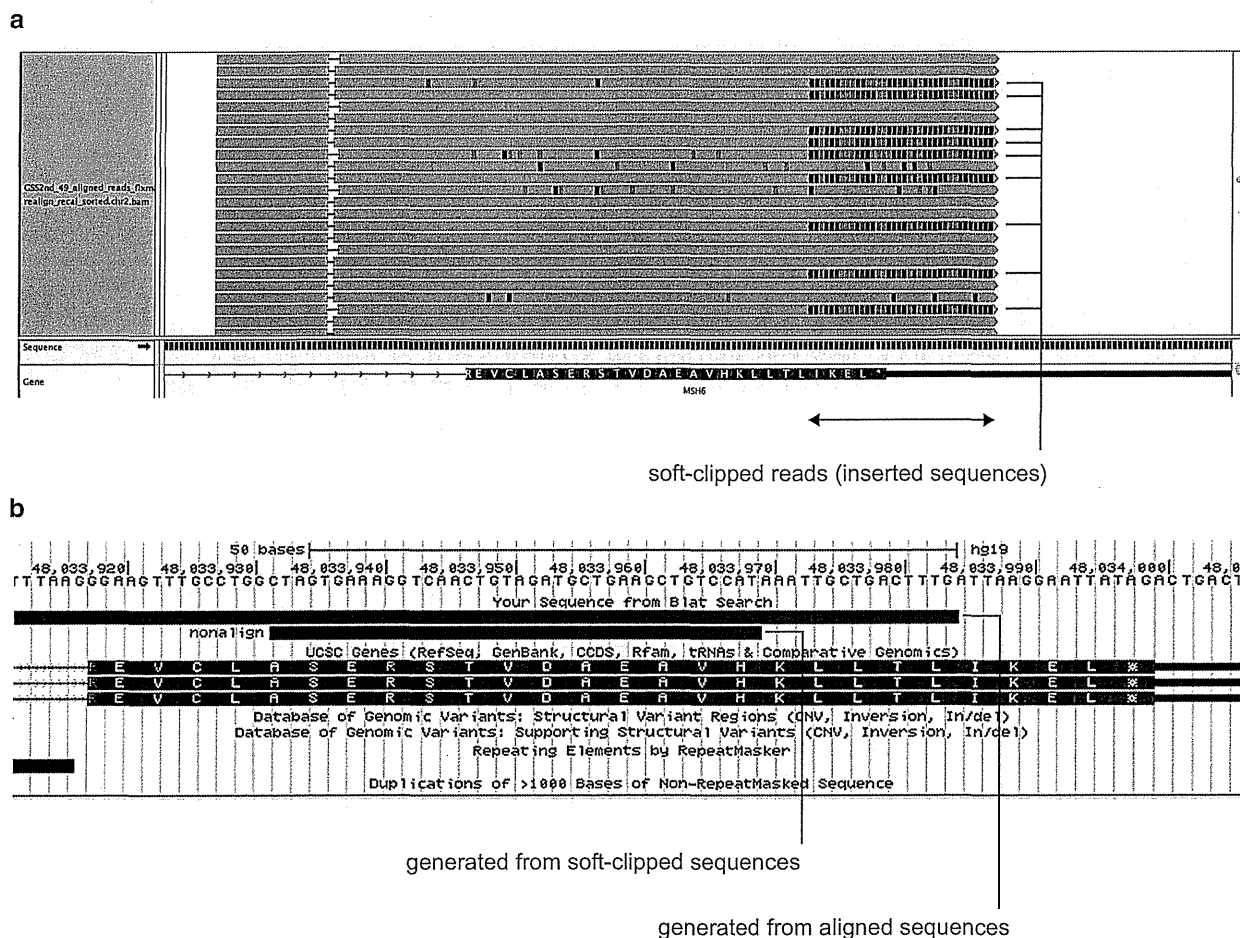 a
CSS2nd_49_aligned_reads_fixm
realign_recal_sorted.chr2.bam
Sequence
Gene
E V C L A S E R S T V D A E A V H K L L T L I K E L *
MSH6
soft-clipped reads (inserted sequences)
b
50 bases hg19
48,033,920 48,033,930 48,033,940 48,033,950 48,033,960 48,033,970 48,033,980 48,033,990 48,034,000
TTTAAGGGAAGTTTGCCTGGCTAGTGAAAGGTCAACTGTAGATGCTGAAGCTGTCCATAAATTGCTGACTTTGATTAAGGAATTATAGACTGACT
Your Sequence from Blat Search
nonalign
UCSC Genes (RefSeq, GenBank, CCDS, Rfam, tRNAs & Comparative Genomics)
E V C L A S E R S T V D A E A V H K L L T L I K E L *
E V C L A S E R S T V D A E A V H K L L T L I K E L *
E V C L A S E R S T V D A E A V H K L L T L I K E L *
Database of Genomic Variants: Structural Variant Regions (CNV, Inversion, In/del)
Database of Genomic Variants: Supporting Structural Variants (CNV, Inversion, In/del)
Repeating Elements by RepeatMasker
Duplications of >1000 Bases of Non-RepeatMasked Sequence
generated from soft-clipped sequences
generated from aligned sequences